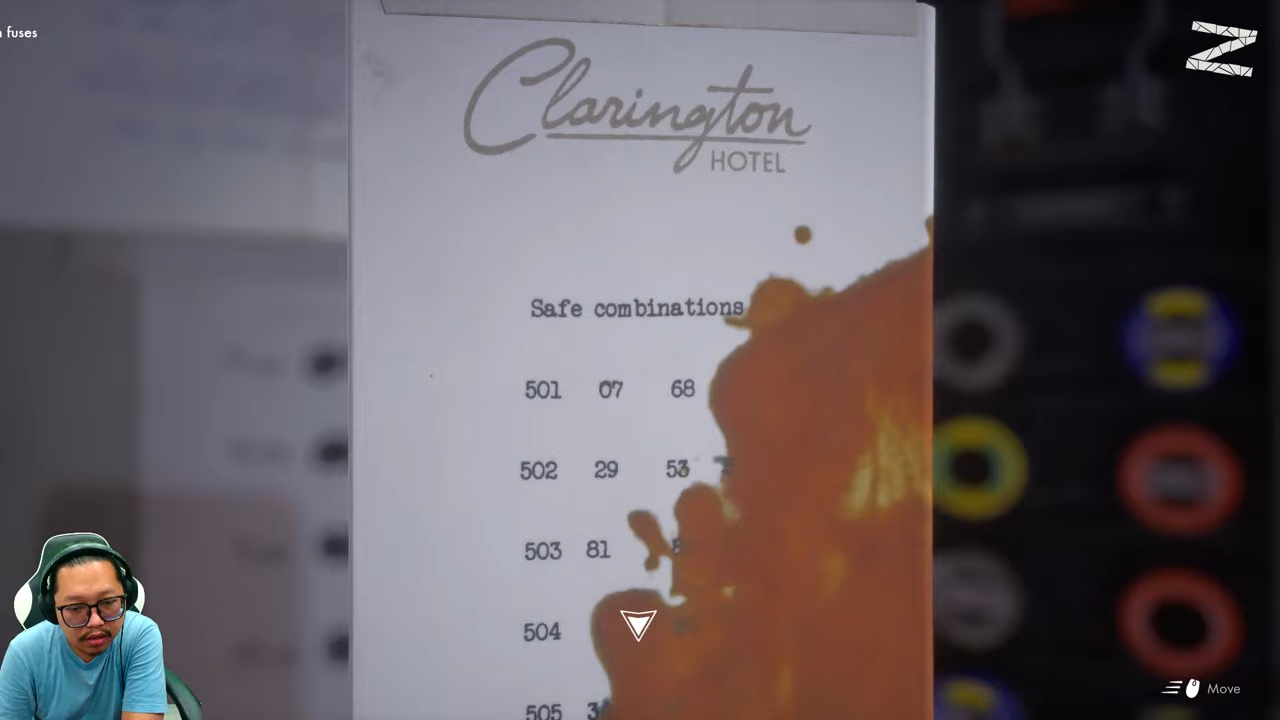 fuses
Clarington
HOTEL
Safe combinations
501 07 68
502 29 53
503 81
504
505
Move